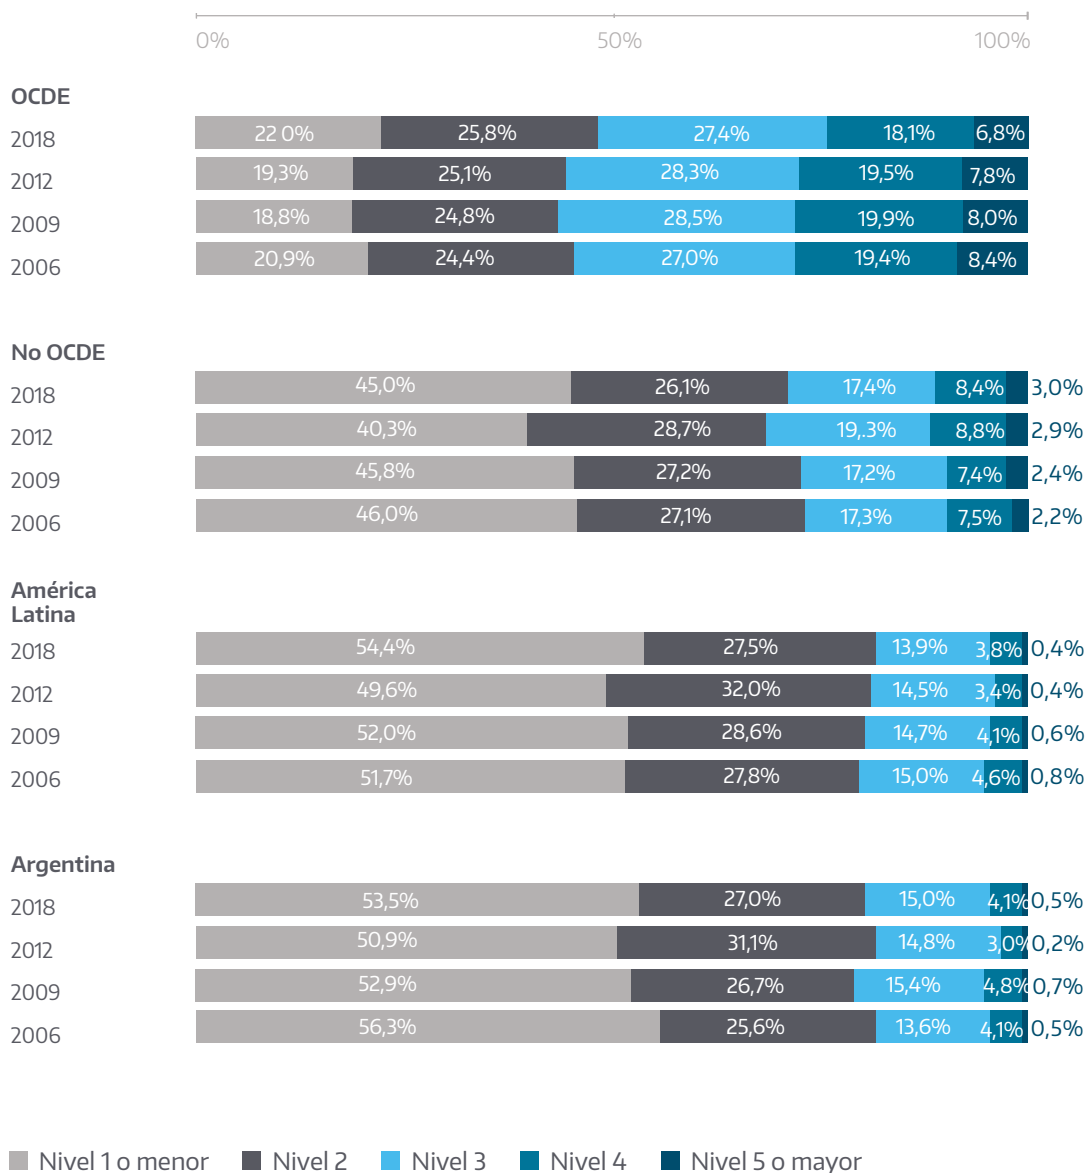 0% 50% 100%
OCDE
2018 22 0% 25,8% 27,4% 18,1% 6,8%
2012 19,3% 25,1% 28,3% 19,5% 7,8%
2009 18,8% 24,8% 28,5% 19,9% 8,0%
2006 20,9% 24,4% 27,0% 19,4% 8,4%
No OCDE
2018 45,0% 26,1% 17,4% 8,4% 3,0%
2012 40,3% 28,7% 19,.3% 8,8% 2,9%
2009 45,8% 27,2% 17,2% 7,4% 2,4%
2006 46,0% 27,1% 17,3% 7,5% 2,2%
América
Latina
2018 54,4% 27,5% 13,9% 3,8% 0,4%
2012 49,6% 32,0% 14,5% 3,4% 0,4%
2009 52,0% 28,6% 14,7% 4,1% 0,6%
2006 51,7% 27,8% 15,0% 4,6% 0,8%
Argentina
2018 53,5% 27,0% 15,0% 4,1% 0,5%
2012 50,9% 31,1% 14,8% 3,0% 0,2%
2009 52,9% 26,7% 15,4% 4,8% 0,7%
2006 56,3% 25,6% 13,6% 4,1% 0,5%
Nivel 1 o menor Nivel 2 Nivel 3 Nivel 4 Nivel 5 o mayor